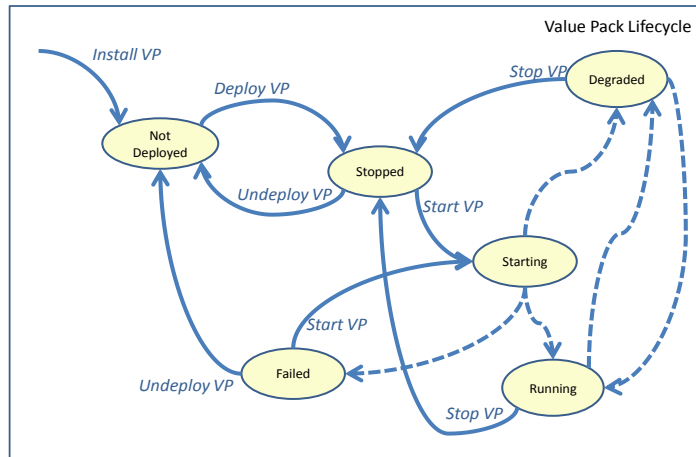 Value Pack Lifecycle
Install VP
Stop VP
Degraded
Deploy VP
Not
Deployed
Stopped
Undeploy VP
Start VP
Starting
Start VP
Failed
Undeploy VP
Running
Stop VP